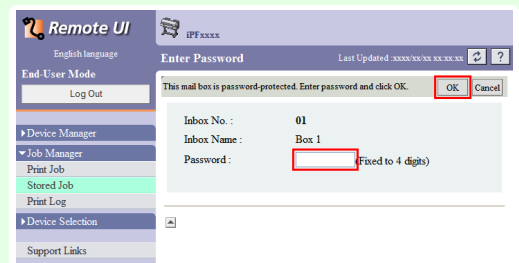 Remote UI
iPFxxxx
English language
Enter Password
Last Updated :xxxx/xx/xx xx:xx:xx
?
End-User Mode
Log Out
This mail box is password-protected. Enter password and click OK.
OK
Cancel
Inbox No. :
01
Inbox Name :
Box 1
Password :
(Fixed to 4 digits)
Device Manager
Job Manager
Print Job
Stored Job
Print Log
Device Selection
Support Links